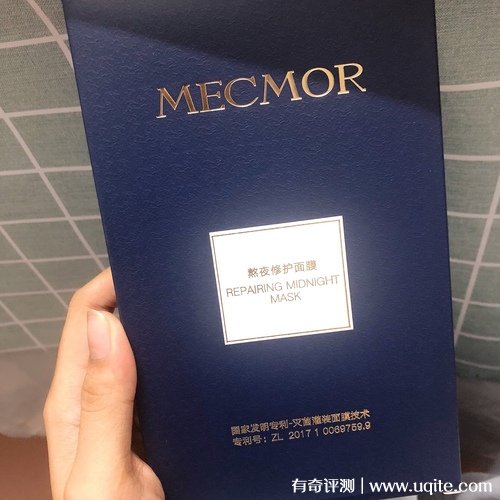 MECMOR
熬夜修护面膜
REPAIRING MIDNIGHT
MASK
国家发明专利-灭菌灌装面膜技术
专利号：ZL 2017 1 0069759.9
有奇评测 | www.uqite.com